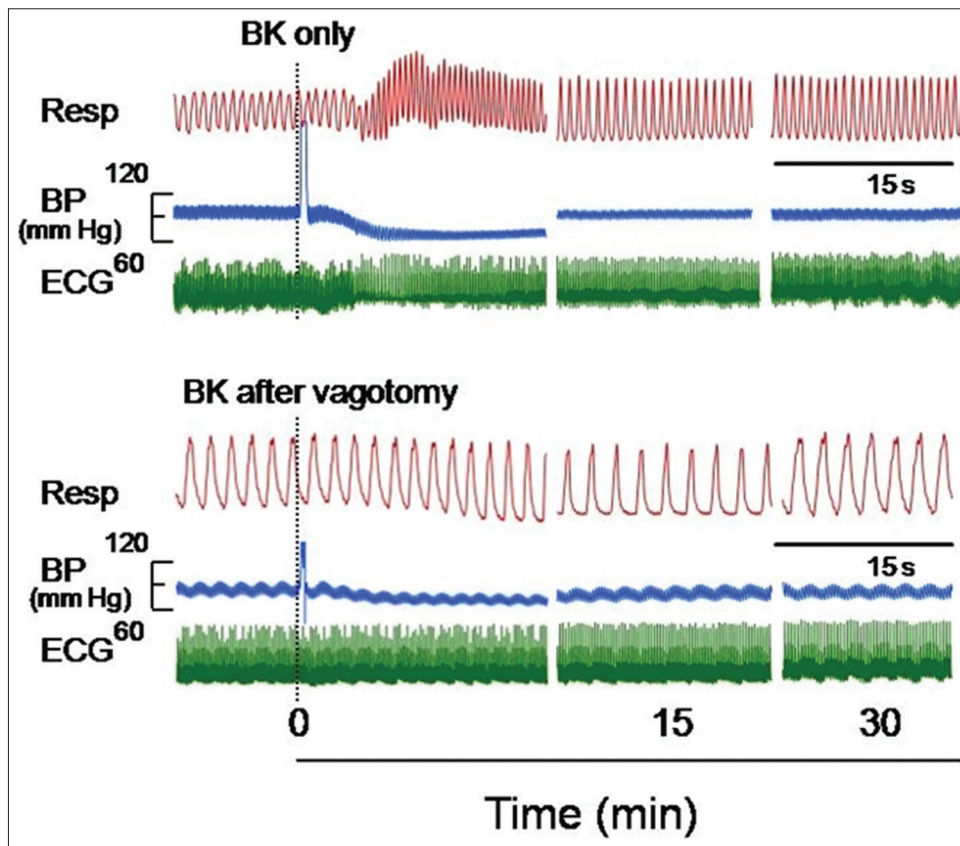 BK only
Resp
120
BP
(mm Hg)
60
ECG
15 s
BK after vagotomy
Resp
120
BP
(mm Hg)
60
ECG
15 s
0 15 30
Time (min)